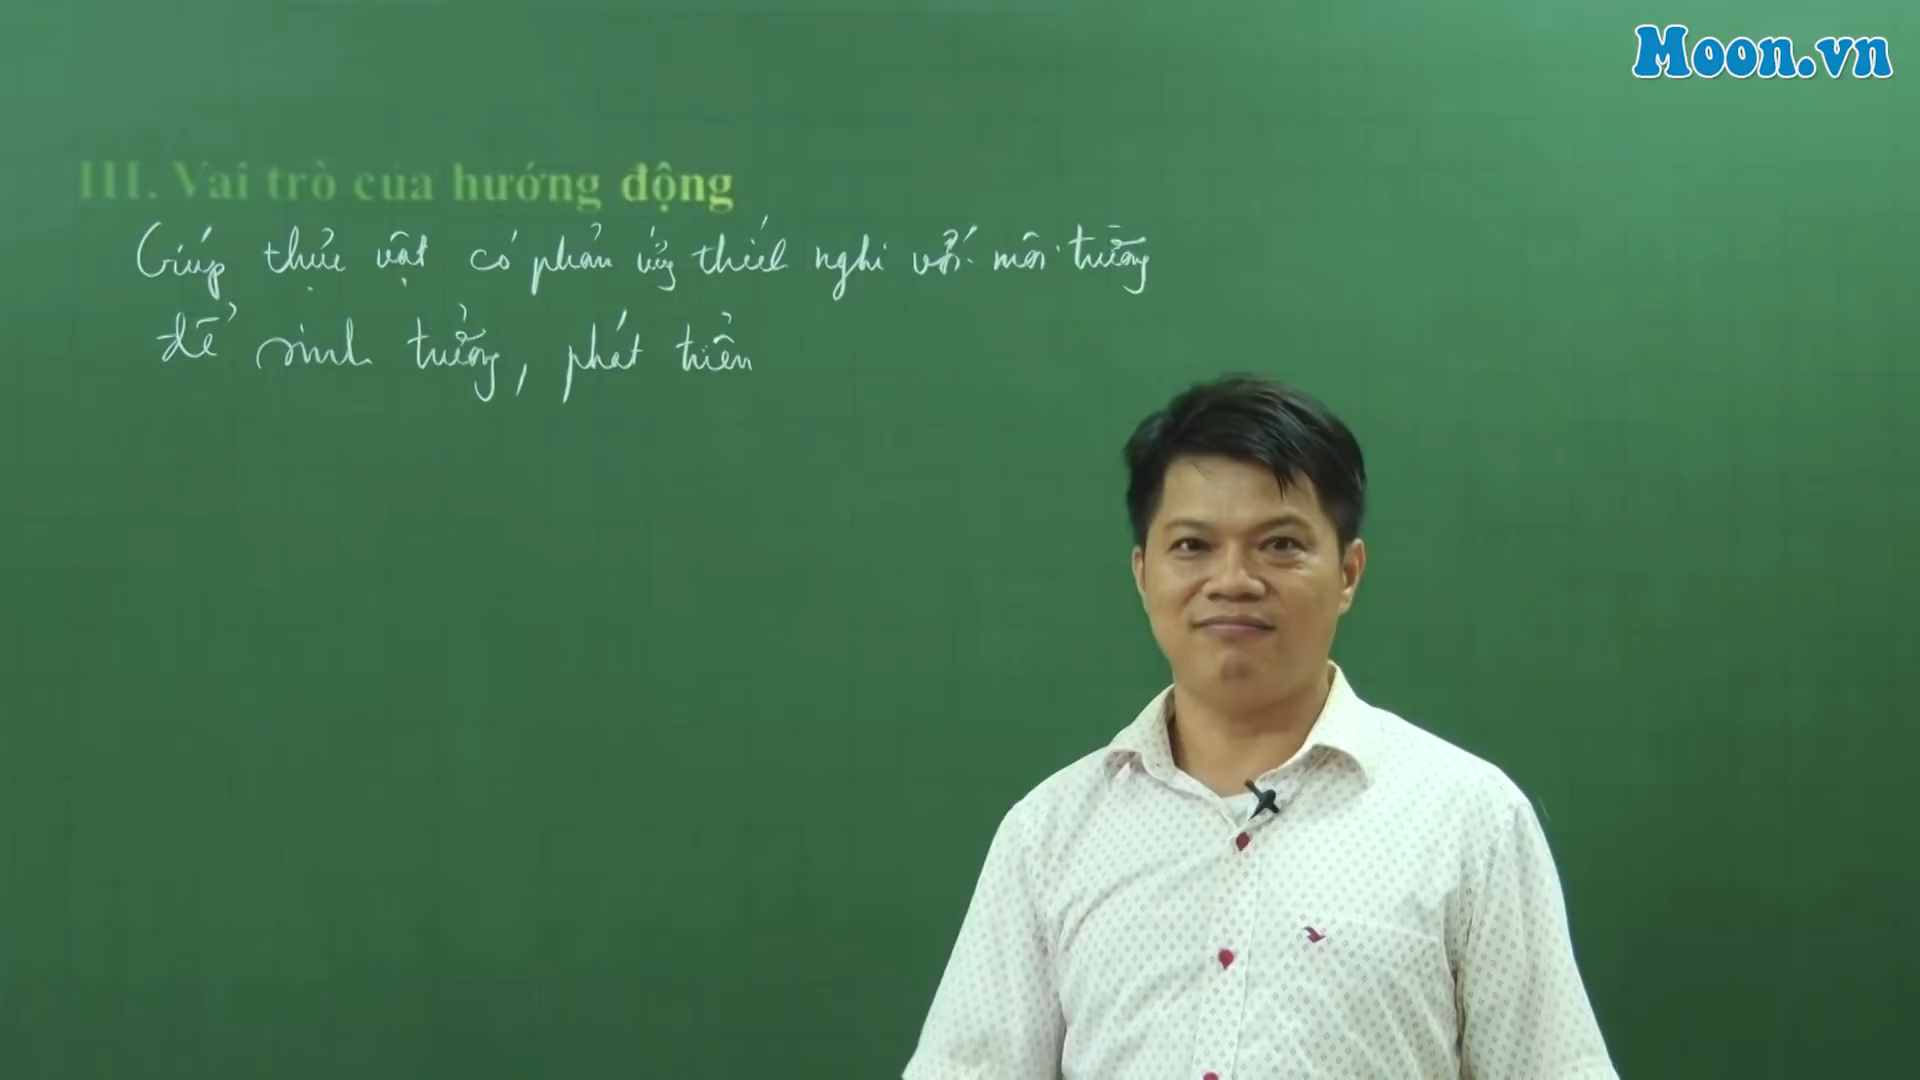 Moon.vn
III. Vai trò của hướng động
Giúp thực vật có phản ứng thích nghi với môi trường
để sinh trưởng, phát triển